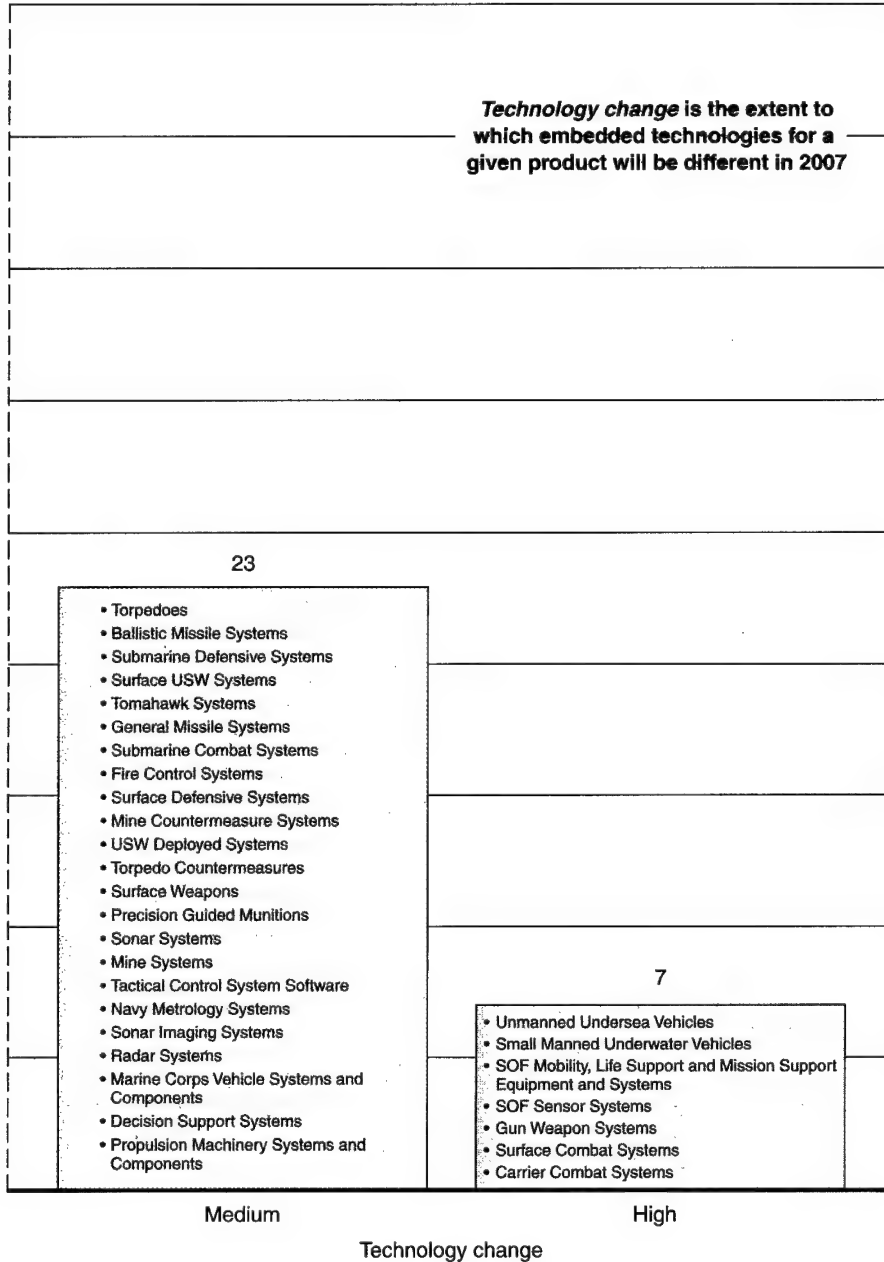 Technology change is the extent to
which embedded technologies for a
given product will be different in 2007
23
• Torpedoes
• Ballistic Missile Systems
• Submarine Defensive Systems
• Surface USW Systems
• Tomahawk Systems
• General Missile Systems
• Submarine Combat Systems
• Fire Control Systems
• Surface Defensive Systems
• Mine Countermeasure Systems
• USW Deployed Systems
• Torpedo Countermeasures
• Surface Weapons
• Precision Guided Munitions
• Sonar Systems
• Mine Systems
• Tactical Control System Software
• Navy Metrology Systems
• Sonar Imaging Systems
• Radar Systems
• Marine Corps Vehicle Systems and
Components
• Decision Support Systems
• Propulsion Machinery Systems and
Components
7
• Unmanned Undersea Vehicles
• Small Manned Underwater Vehicles
• SOF Mobility, Life Support and Mission Support
Equipment and Systems
• SOF Sensor Systems
• Gun Weapon Systems
• Surface Combat Systems
• Carrier Combat Systems
Medium
High
Technology change